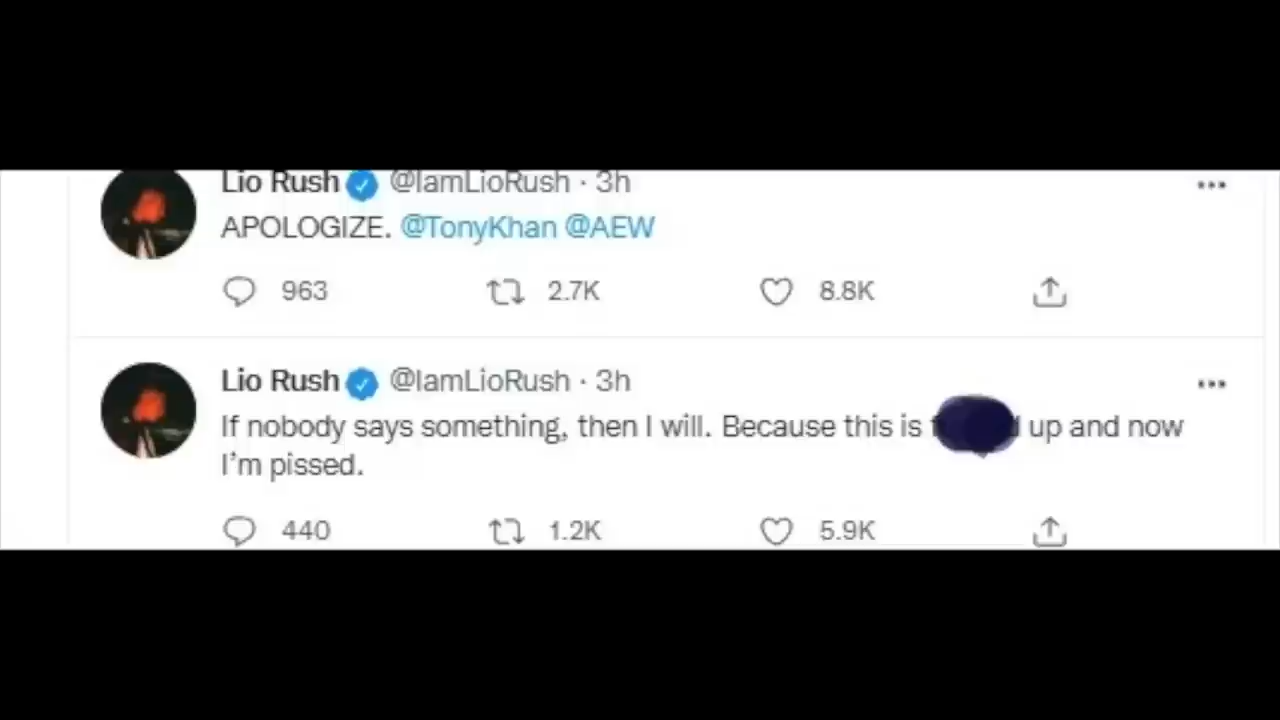 Lio Rush @IamLioRush · 3h
APOLOGIZE. @TonyKhan @AEW
963 2.7K 8.8K
Lio Rush @IamLioRush · 3h
If nobody says something, then I will. Because this is up and now
I'm pissed.
440 1.2K 5.9K